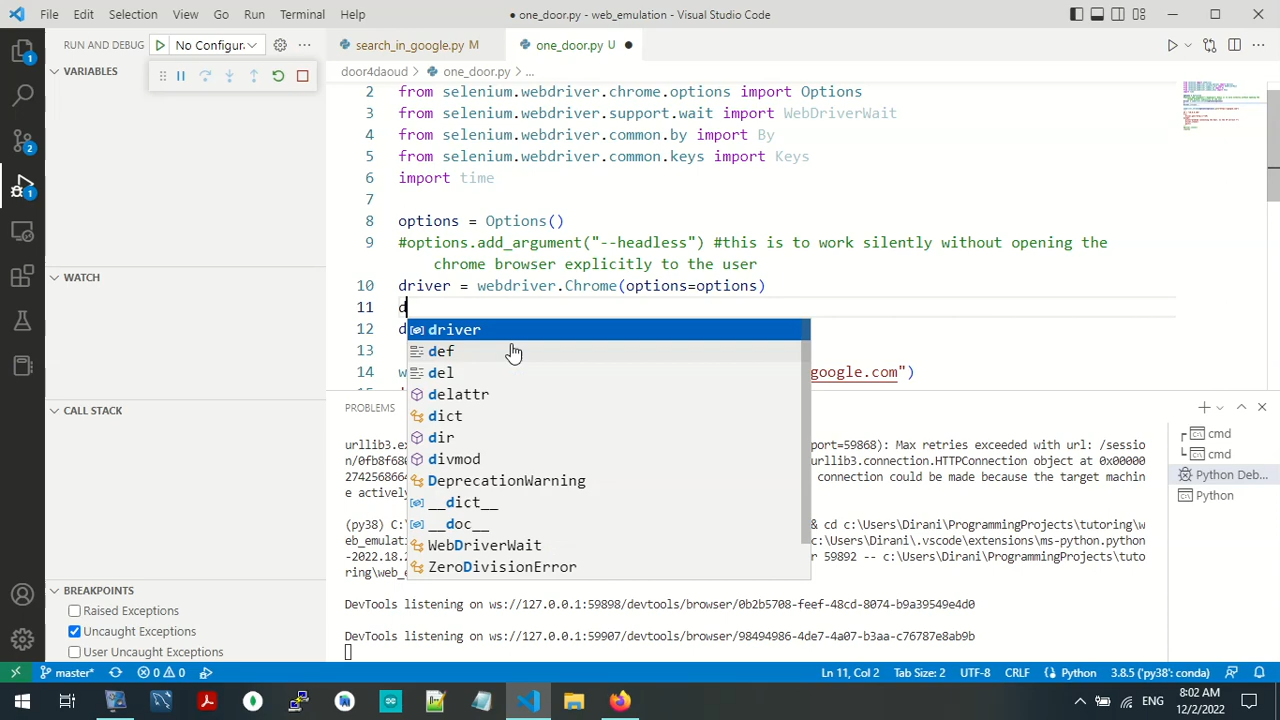 File Edit Selection View Go Run Terminal Help
● one_door.py - web_emulation - Visual Studio Code
RUN AND DEBUG No Configur.
search_in_google.py M
one_door.py U ●
VARIABLES
WATCH
CALL STACK
BREAKPOINTS
Raised Exceptions
Uncaught Exceptions
User Uncaught Exceptions
door4daoud > one_door.py > ...
2 from selenium.webdriver.chrome.options import Options
3 from selenium.webdriver.support.wait import WebDriverWait
4 from selenium.webdriver.common.by import By
5 from selenium.webdriver.common.keys import Keys
6 import time
7
8 options = Options()
9 #options.add_argument("--headless") #this is to work silently without opening the
chrome browser explicitly to the user
10 driver = webdriver.Chrome(options=options)
11 d
12 d
13
14 w google.com")
driver
def
del
delattr
dict
dir
divmod
DeprecationWarning
__dict__
__doc__
WebDriverWait
ZeroDivisionError
PROBLEMS
urllib3.ex port=59868): Max retries exceeded with url: /sessio
n/0fb8f68 urllib3.connection.HTTPConnection object at 0x00000
2742568664 connection could be made because the target machin
e actively
(py38) C:\ & cd c:\Users\Dirani\ProgrammingProjects\tutoring\w
eb_emulati c:\Users\Dirani\.vscode\extensions\ms-python.python
-2022.18.2 r 59892 -- c:\Users\Dirani\ProgrammingProjects\tuto
ring\web_e
DevTools listening on ws://127.0.0.1:59898/devtools/browser/0b2b5708-feef-48cd-8074-b9a39549e4d0
DevTools listening on ws://127.0.0.1:59907/devtools/browser/98494986-4de7-4a07-b3aa-c76787e8ab9b
cmd
cmd
Python Deb...
Python
master* 0 0 Ln 11, Col 2 Tab Size: 2 UTF-8 CRLF Python 3.8.5 ('py38': conda)
ENG
8:02 AM
12/2/2022